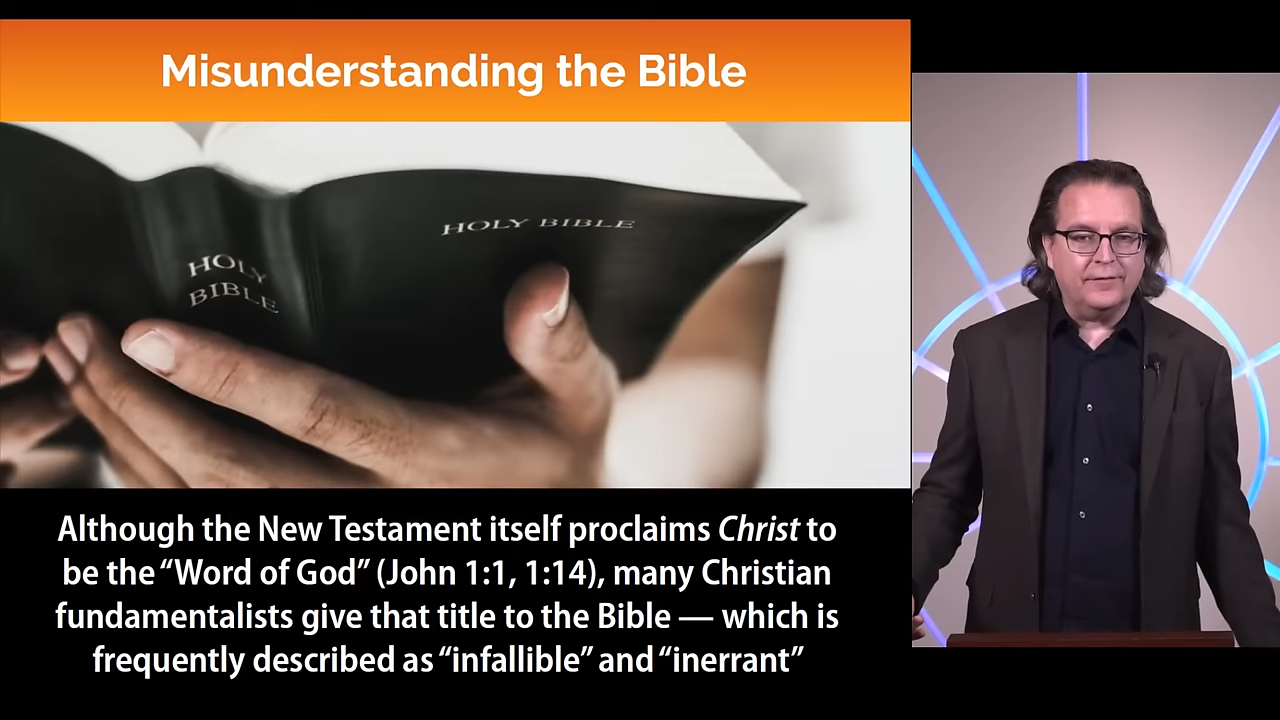 Misunderstanding the Bible
HOLY BIBLE
HOLY
BIBLE
Although the New Testament itself proclaims Christ to
be the “Word of God” (John 1:1, 1:14), many Christian
fundamentalists give that title to the Bible — which is
frequently described as “infallible” and “inerrant”